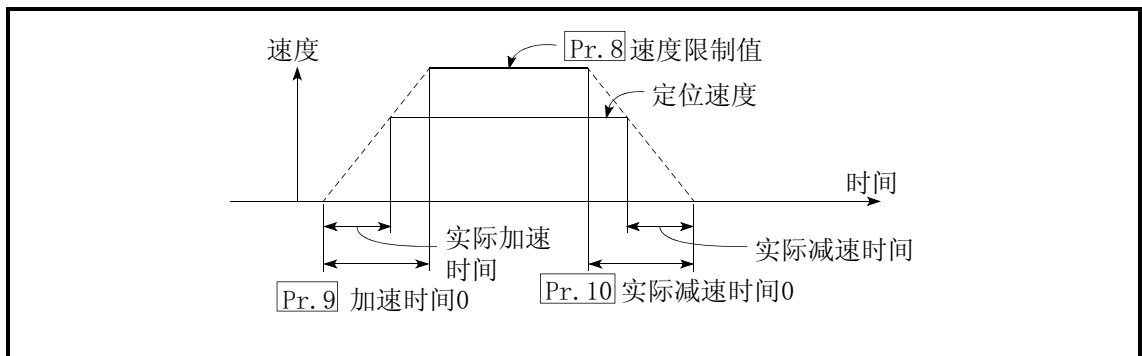 Pr.8 速度限制值
速度
定位速度
时间
实际加速
时间
实际减速时间
Pr.9 加速时间0
Pr.10 实际减速时间0